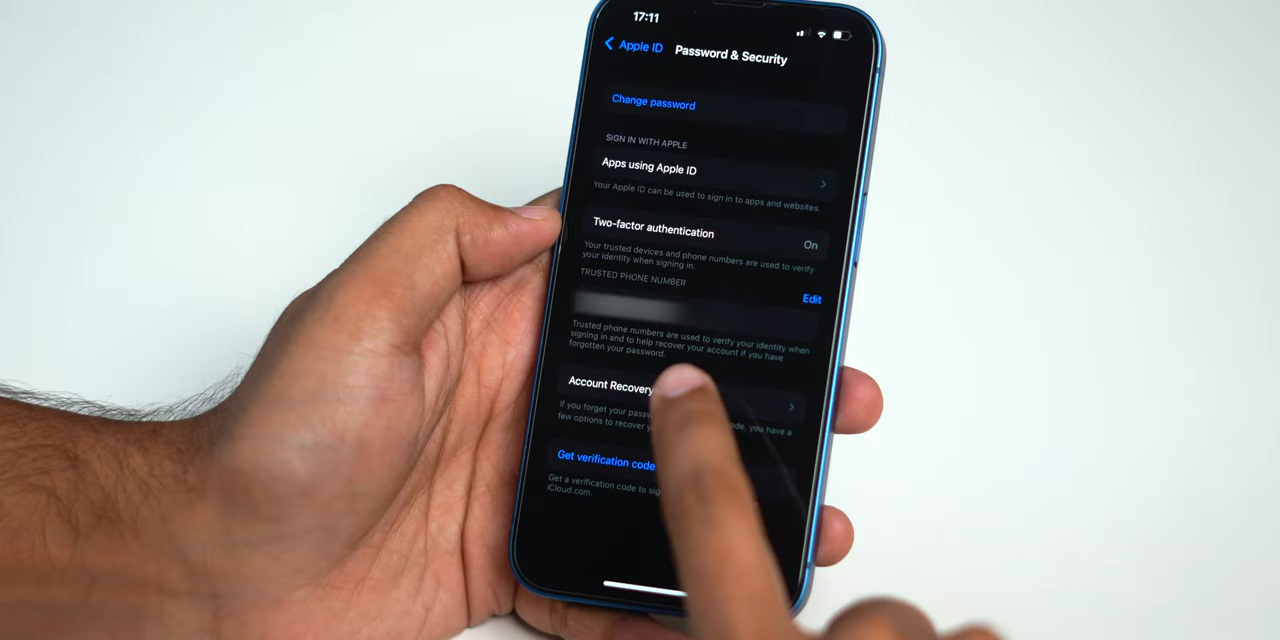 17:11
Apple ID
Password & Security
Change password
SIGN IN WITH APPLE
Apps using Apple ID
Your Apple ID can be used to sign in to apps and websites.
Two-factor authentication
On
Your trusted devices and phone numbers are used to verify
your identity when signing in.
TRUSTED PHONE NUMBER
Edit
Trusted phone numbers are used to verify your identity when
signing in and to help recover your account if you have
forgotten your password.
Account Recovery
If you forget your
you have a
few options to recover
Get verification code
Get a verification code to
iCloud.com.